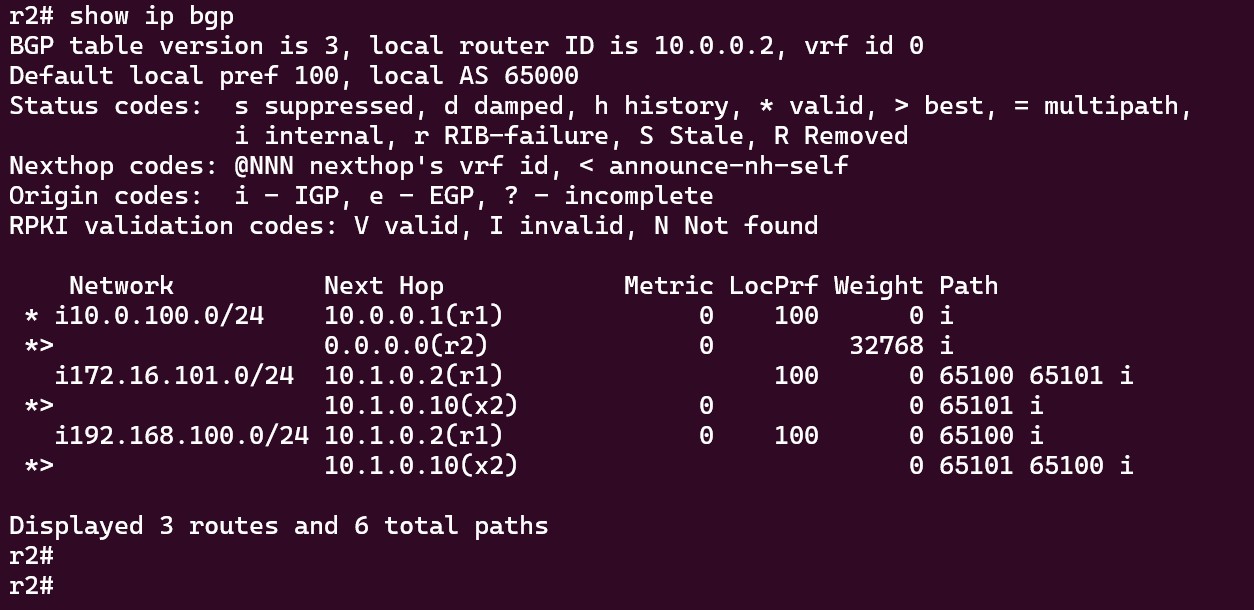 r2# show ip bgp
BGP table version is 3, local router ID is 10.0.0.2, vrf id 0
Default local pref 100, local AS 65000
Status codes:  s suppressed, d damped, h history, * valid, > best, = multipath,
               i internal, r RIB-failure, S Stale, R Removed
Nexthop codes: @NNN nexthop's vrf id, < announce-nh-self
Origin codes:  i - IGP, e - EGP, ? - incomplete
RPKI validation codes: V valid, I invalid, N Not found

    Network          Next Hop            Metric LocPrf Weight Path
 * i10.0.100.0/24    10.0.0.1(r1)             0    100      0 i
 *>                  0.0.0.0(r2)              0         32768 i
   i172.16.101.0/24  10.1.0.2(r1)                  100      0 65100 65101 i
 *>                  10.1.0.10(x2)            0             0 65101 i
   i192.168.100.0/24 10.1.0.2(r1)             0    100      0 65100 i
 *>                  10.1.0.10(x2)                          0 65101 65100 i

Displayed 3 routes and 6 total paths
r2#
r2#